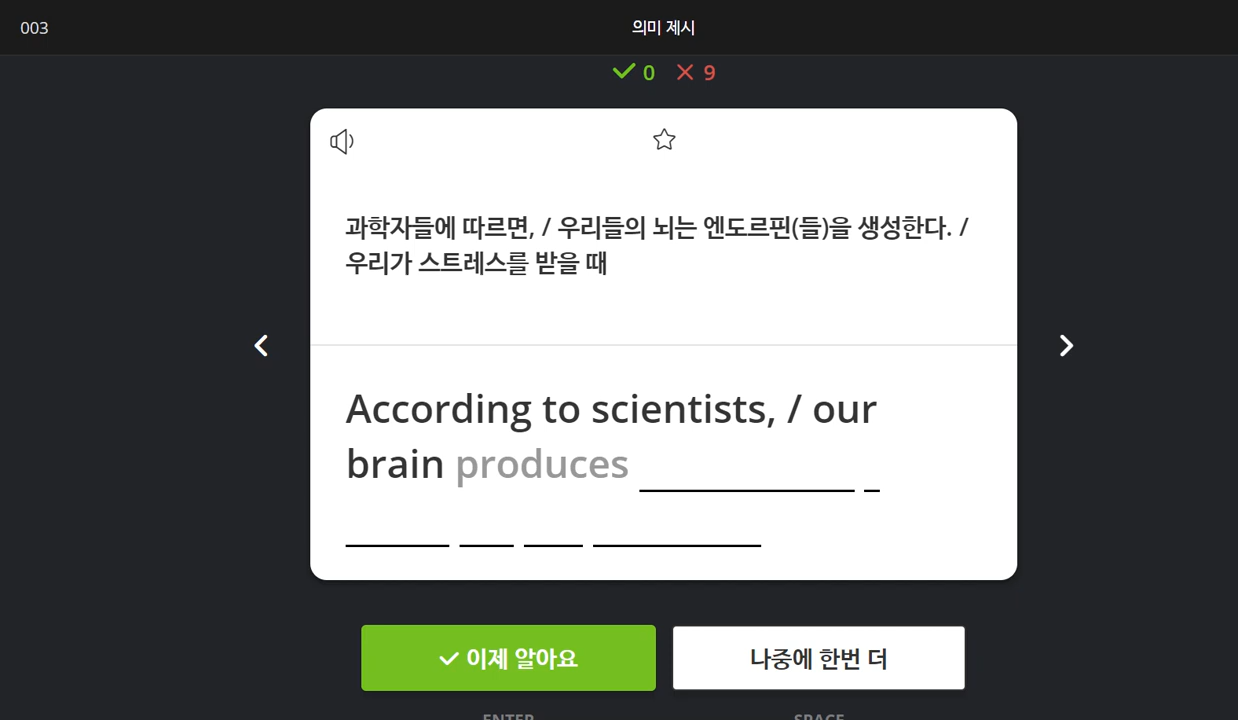 003
의미 제시
0 9
과학자들에 따르면, / 우리들의 뇌는 엔도르핀(들)을 생성한다. /
우리가 스트레스를 받을 때
According to scientists, / our
brain produces
이제 알아요
나중에 한번 더
ENTER
SPACE